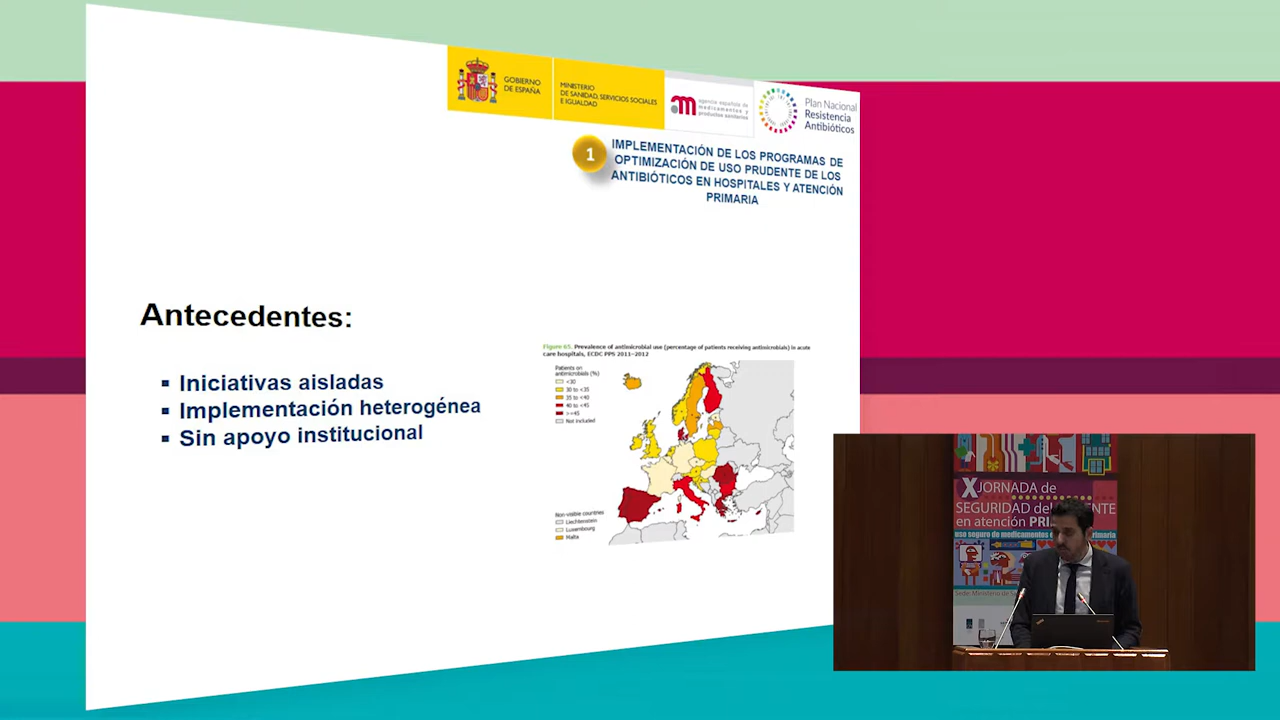 GOBIERNO
DE ESPAÑA
MINISTERIO
DE SANIDAD, SERVICIOS SOCIALES
E IGUALDAD
agencia española de
medicamentos y
productos sanitarios
Plan Nacional
Resistencia
Antibióticos
1
IMPLEMENTACIÓN DE LOS PROGRAMAS DE
OPTIMIZACIÓN DE USO PRUDENTE DE LOS
ANTIBIÓTICOS EN HOSPITALES Y ATENCIÓN
PRIMARIA
Antecedentes:
Iniciativas aisladas
Implementación heterogénea
Sin apoyo institucional
Figure 65. Prevalence of antimicrobial use (percentage of patients receiving antimicrobials) in acute
care hospitals, ECDC PPS 2011–2012
Patients on
antimicrobials (%)
<30
30 to <35
35 to <40
40 to <45
>=45
Not included
Non-visible countries
Liechtenstein
Luxembourg
Malta
X JORNADA de
SEGURIDAD del
en atención PRI
uso seguro de medicamentos